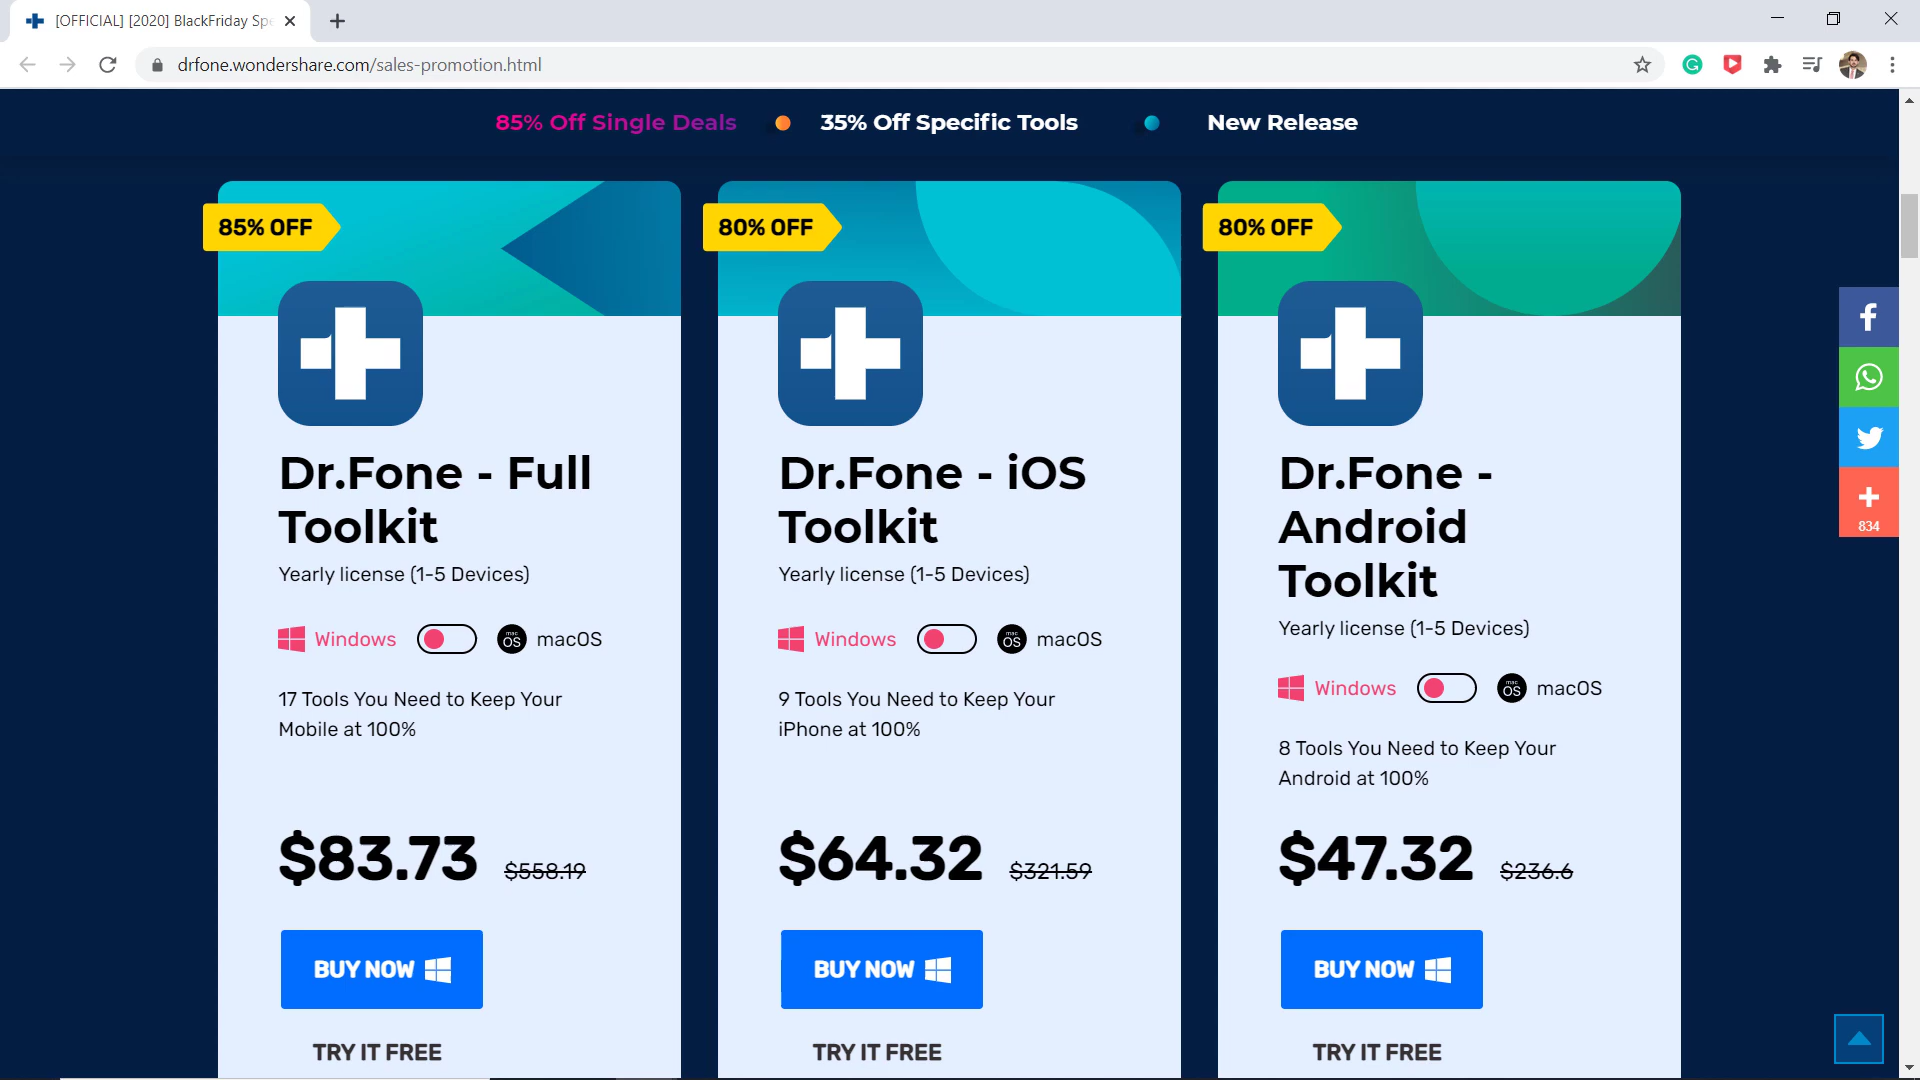 [OFFICIAL] [2020] BlackFriday Spe
drfone.wondershare.com/sales-promotion.html
85% Off Single Deals
35% Off Specific Tools
New Release
85% OFF
Dr.Fone - Full
Toolkit
Yearly license (1-5 Devices)
Windows
macOS
17 Tools You Need to Keep Your
Mobile at 100%
$83.73 $558.19
BUY NOW
TRY IT FREE
80% OFF
Dr.Fone - iOS
Toolkit
Yearly license (1-5 Devices)
Windows
macOS
9 Tools You Need to Keep Your
iPhone at 100%
$64.32 $321.59
BUY NOW
TRY IT FREE
80% OFF
Dr.Fone -
Android
Toolkit
Yearly license (1-5 Devices)
Windows
macOS
8 Tools You Need to Keep Your
Android at 100%
$47.32 $236.6
BUY NOW
TRY IT FREE
834